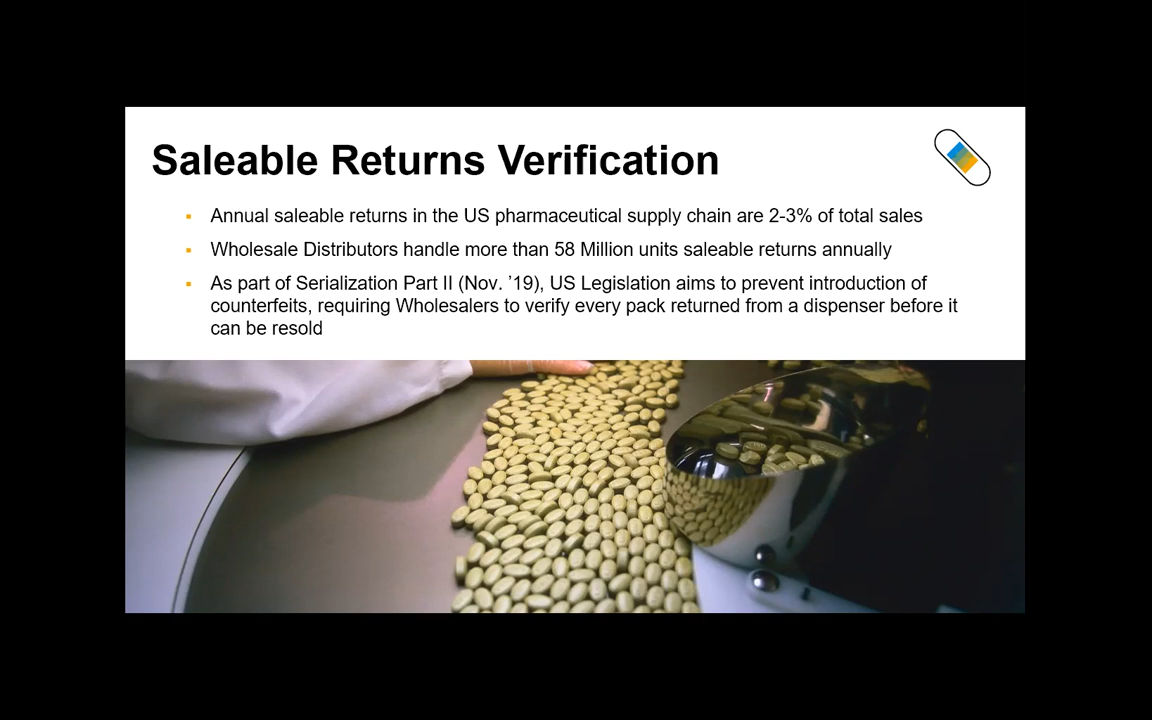 Saleable Returns Verification
Annual saleable returns in the US pharmaceutical supply chain are 2-3% of total sales
Wholesale Distributors handle more than 58 Million units saleable returns annually
As part of Serialization Part II (Nov. ’19), US Legislation aims to prevent introduction of
counterfeits, requiring Wholesalers to verify every pack returned from a dispenser before it
can be resold